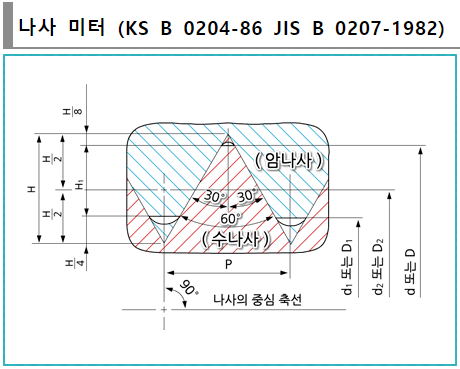 나사 미터 (KS B 0204-86 JIS B 0207-1982)
H/8
H
H/2
H₁
H/2
H/4
( 암나사 )
30°
30°
60°
( 수나사 )
P
90°
나사의 중심 축선
d₁ 또는 D₁
d₂ 또는 D₂
d 또는 D